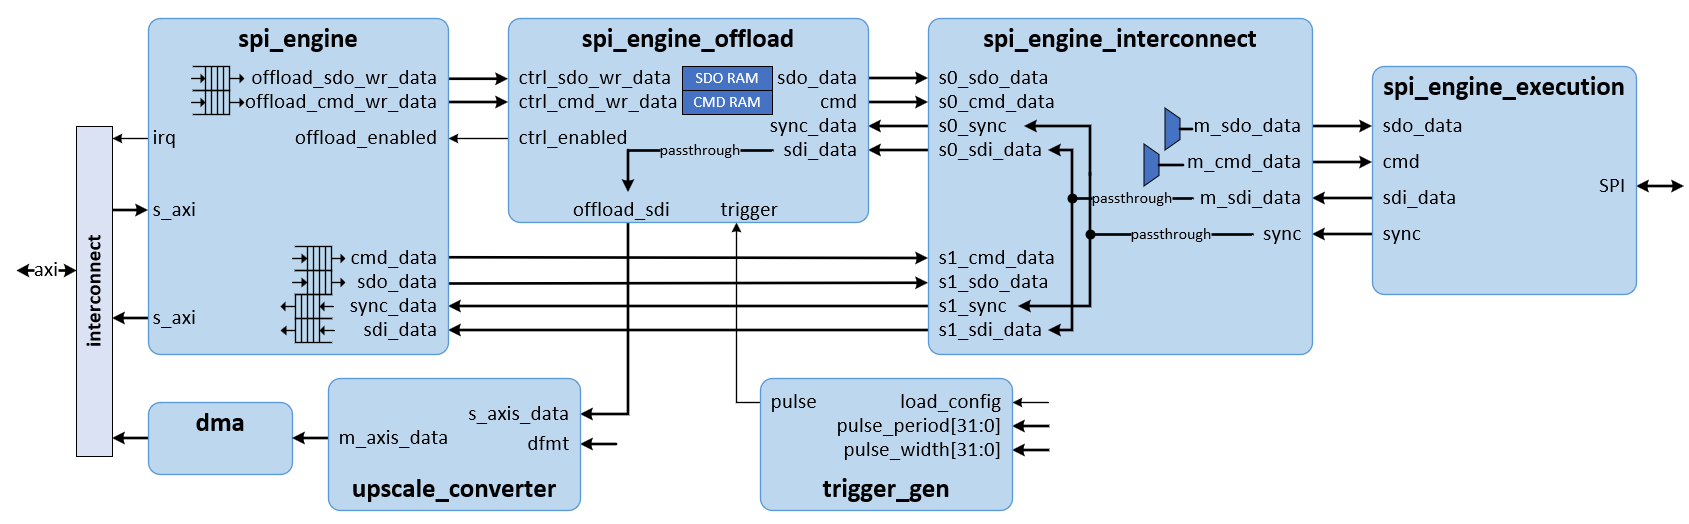 spi_engine
offload_sdo_wr_data
offload_cmd_wr_data
irq
offload_enabled
s_axi
cmd_data
sdo_data
sync_data
s_axi
sdi_data
axi
interconnect
spi_engine_offload
ctrl_sdo_wr_data
SDO RAM
sdo_data
ctrl_cmd_wr_data
CMD RAM
cmd
sync_data
ctrl_enabled
passthrough
sdi_data
offload_sdi
trigger
spi_engine_interconnect
s0_sdo_data
s0_cmd_data
s0_sync
m_sdo_data
s0_sdi_data
m_cmd_data
passthrough
m_sdi_data
passthrough
sync
s1_cmd_data
s1_sdo_data
s1_sync
s1_sdi_data
spi_engine_execution
sdo_data
cmd
SPI
sdi_data
sync
dma
s_axis_data
m_axis_data
dfmt
upscale_converter
pulse
load_config
pulse_period[31:0]
pulse_width[31:0]
trigger_gen